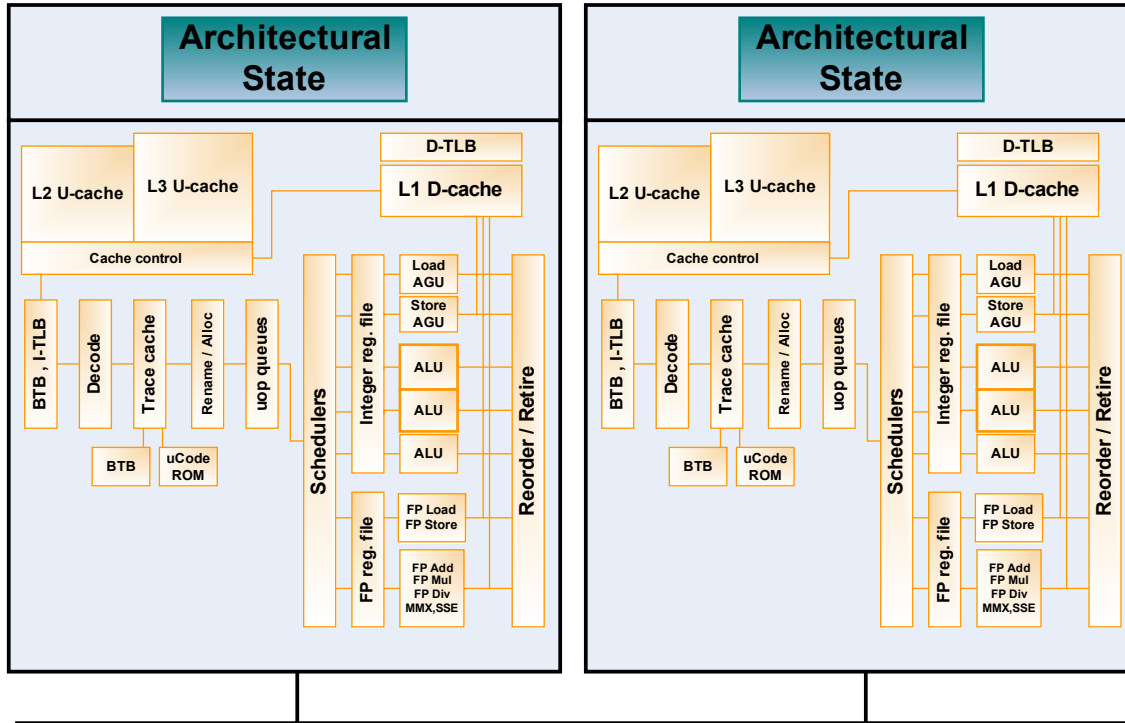 Architectural
State
D-TLB
L2 U-cache
L3 U-cache
L1 D-cache
Cache control
BTB , I-TLB
Decode
Trace cache
Rename / Alloc
uop queues
BTB
uCode
ROM
Schedulers
Integer reg. file
FP reg. file
Load
AGU
Store
AGU
ALU
ALU
ALU
FP Load
FP Store
FP Add
FP Mul
FP Div
MMX,SSE
Reorder / Retire
Architectural
State
D-TLB
L2 U-cache
L3 U-cache
L1 D-cache
Cache control
BTB , I-TLB
Decode
Trace cache
Rename / Alloc
uop queues
BTB
uCode
ROM
Schedulers
Integer reg. file
FP reg. file
Load
AGU
Store
AGU
ALU
ALU
ALU
FP Load
FP Store
FP Add
FP Mul
FP Div
MMX,SSE
Reorder / Retire